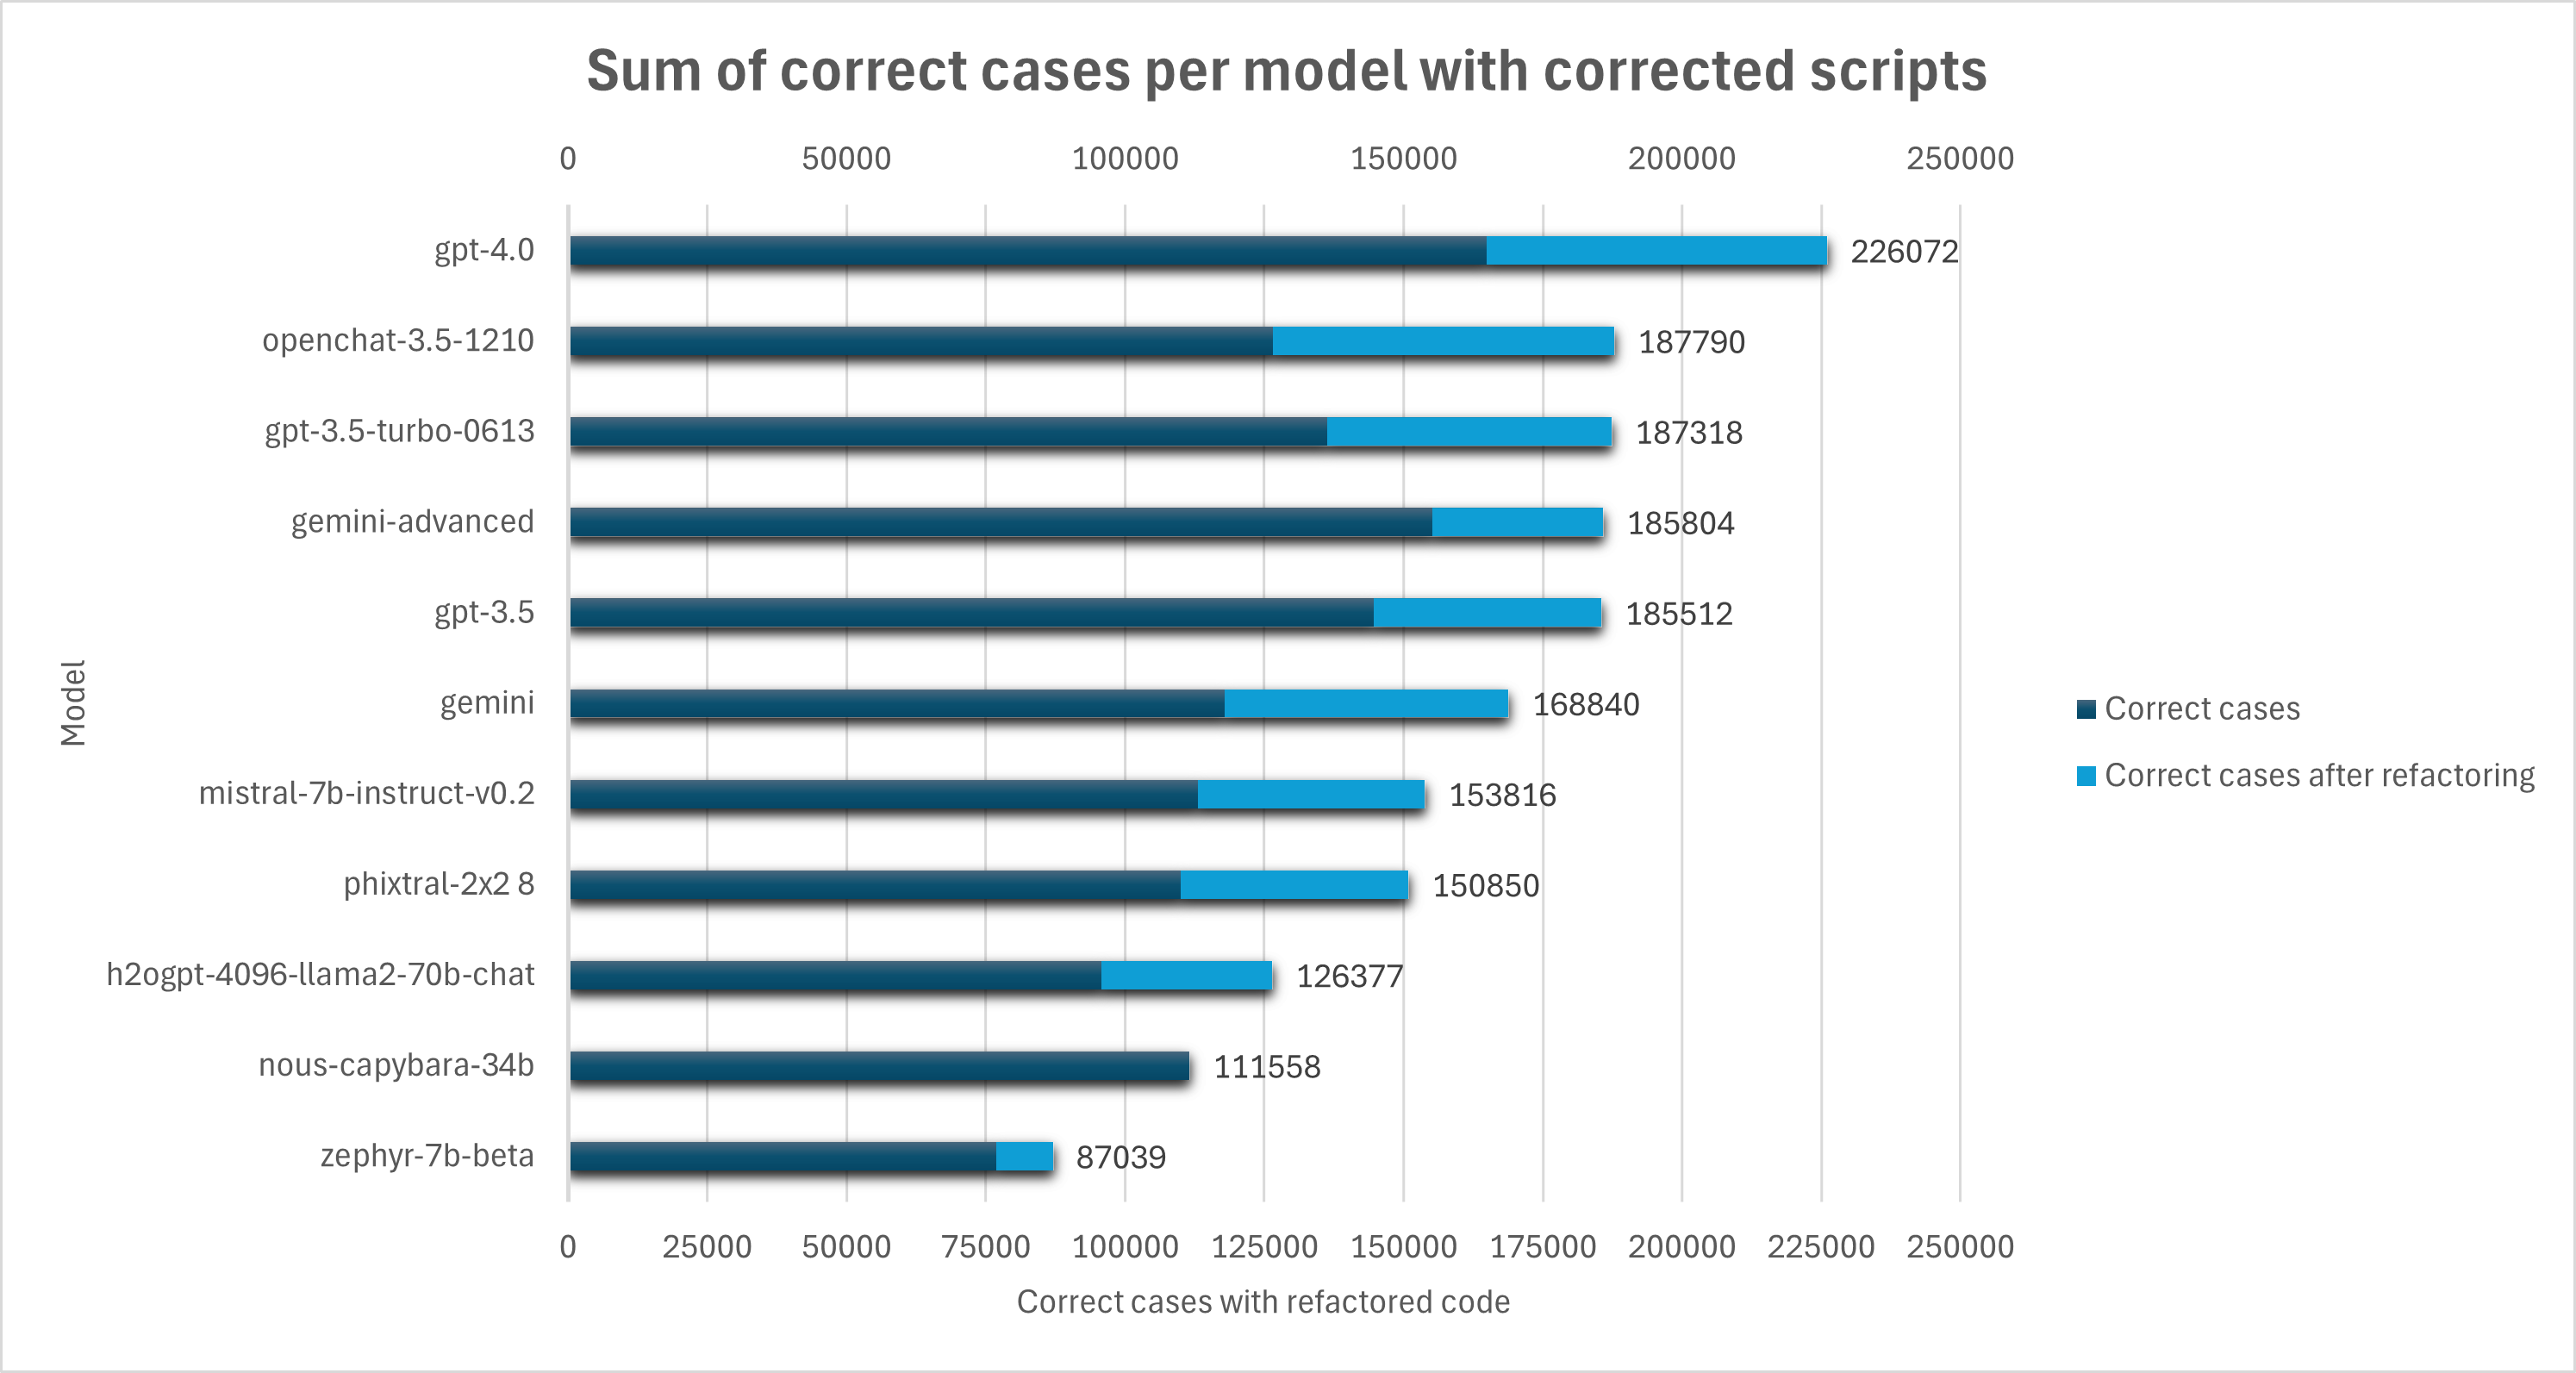 Sum of correct cases per model with corrected scripts
0 50000 100000 150000 200000 250000
gpt-4.0 226072
openchat-3.5-1210 187790
gpt-3.5-turbo-0613 187318
gemini-advanced 185804
gpt-3.5 185512
gemini 168840
mistral-7b-instruct-v0.2 153816
phixtral-2x2 8 150850
h2ogpt-4096-llama2-70b-chat 126377
nous-capybara-34b 111558
zephyr-7b-beta 87039
Model
0 25000 50000 75000 100000 125000 150000 175000 200000 225000 250000
Correct cases with refactored code
Correct cases
Correct cases after refactoring